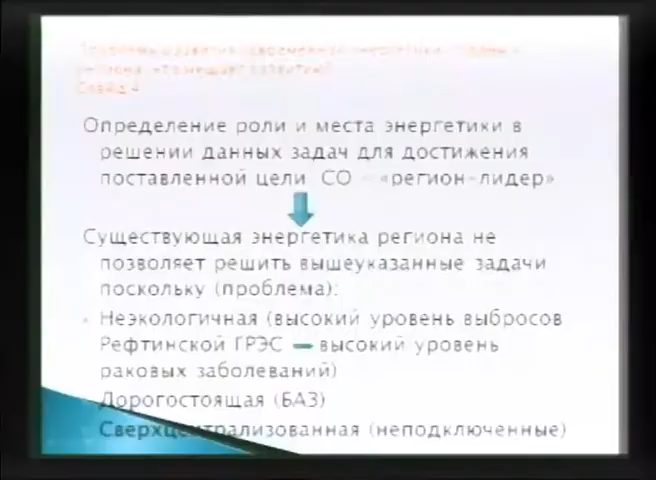 Слайд 4
Определение роли и места энергетики в
решении данных задач для достижения
поставленной цели СО - «регион-лидер»
Существующая энергетика региона не
позволяет решить вышеуказанные задачи
поскольку (проблема):
- Неэкологичная (высокий уровень выбросов
Рефтинской ГРЭС — высокий уровень
раковых заболеваний)
Дорогостоящая (БАЗ)
Сверхцентрализованная (неподключенные)